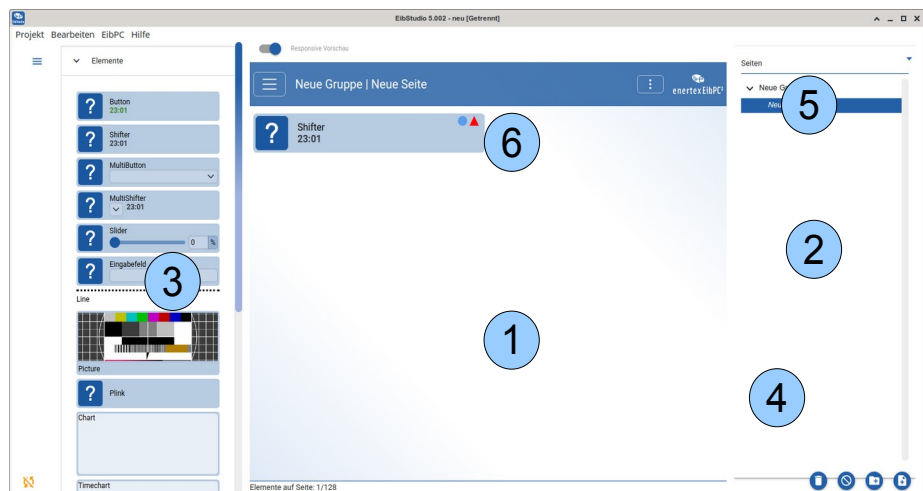 EibStudio 5.002 - neu [Getrennt]
Projekt Bearbeiten EibPC Hilfe
Elemente
Button
23:01
Shifter
23:01
MultiButton
MultiShifter
23:01
Slider
0 %
Eingabefeld
3
Line
Picture
Plink
Chart
Timechart
Responsive Vorschau
Neue Gruppe | Neue Seite
enertex EibPC²
Shifter
23:01
6
1
Elemente auf Seite: 1/128
Seiten
Neue
5
2
4